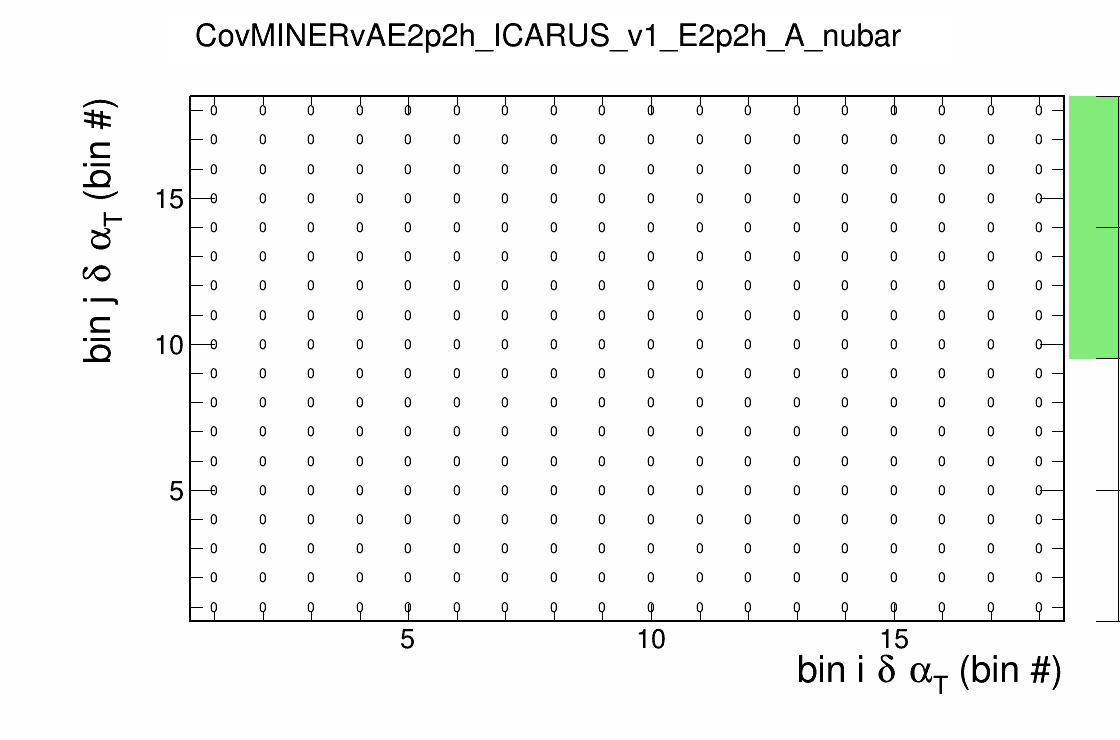 CovMINERvAE2p2h_ICARUS_v1_E2p2h_A_nubar
bin j δ α_T (bin #)
0 0 0 0 0 0 0 0 0 0 0 0 0 0 0 0 0 0
0 0 0 0 0 0 0 0 0 0 0 0 0 0 0 0 0 0
0 0 0 0 0 0 0 0 0 0 0 0 0 0 0 0 0 0
15 0 0 0 0 0 0 0 0 0 0 0 0 0 0 0 0 0 0
0 0 0 0 0 0 0 0 0 0 0 0 0 0 0 0 0 0
0 0 0 0 0 0 0 0 0 0 0 0 0 0 0 0 0 0
0 0 0 0 0 0 0 0 0 0 0 0 0 0 0 0 0 0
0 0 0 0 0 0 0 0 0 0 0 0 0 0 0 0 0 0
10 0 0 0 0 0 0 0 0 0 0 0 0 0 0 0 0 0 0
0 0 0 0 0 0 0 0 0 0 0 0 0 0 0 0 0 0
0 0 0 0 0 0 0 0 0 0 0 0 0 0 0 0 0 0
0 0 0 0 0 0 0 0 0 0 0 0 0 0 0 0 0 0
0 0 0 0 0 0 0 0 0 0 0 0 0 0 0 0 0 0
5 0 0 0 0 0 0 0 0 0 0 0 0 0 0 0 0 0 0
0 0 0 0 0 0 0 0 0 0 0 0 0 0 0 0 0 0
0 0 0 0 0 0 0 0 0 0 0 0 0 0 0 0 0 0
0 0 0 0 0 0 0 0 0 0 0 0 0 0 0 0 0 0
0 0 0 0 0 0 0 0 0 0 0 0 0 0 0 0 0 0
5 10 15
bin i δ α_T (bin #)